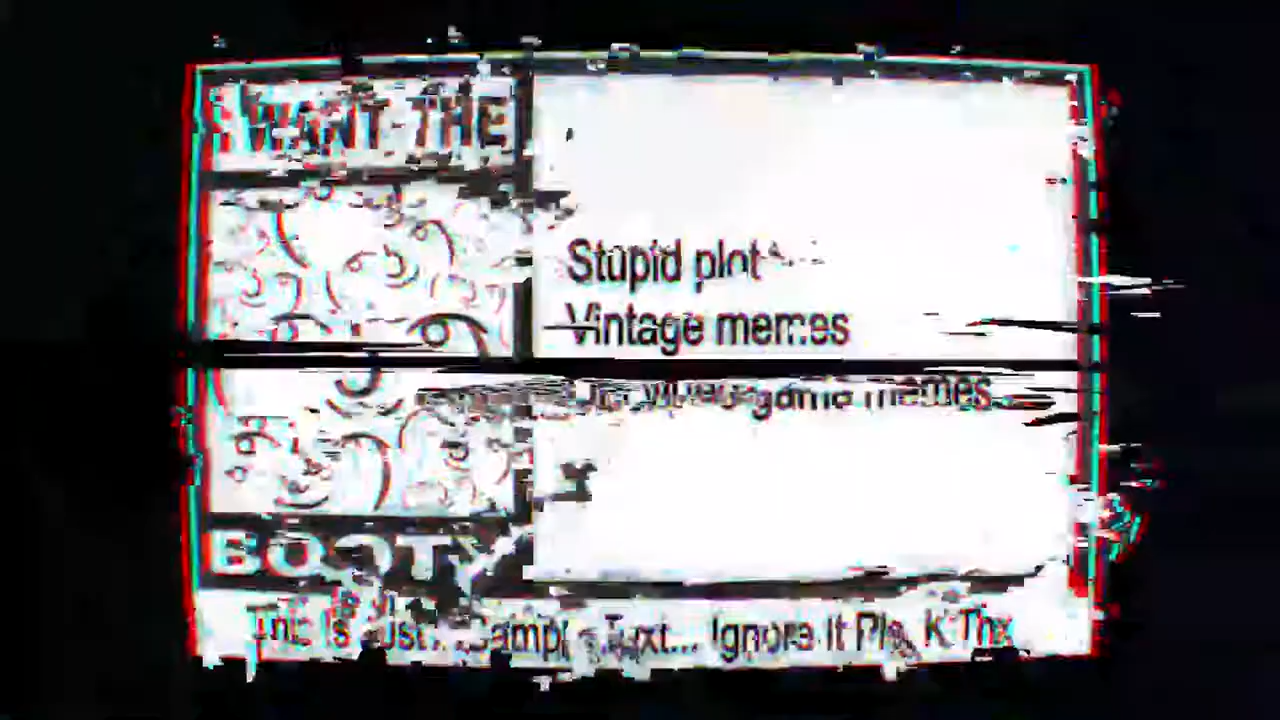 WANT THE
Stupid plot
Vintage memes
game memes
BOOTY
This Is Just Sample Text... Ignore It Pls, K Thx